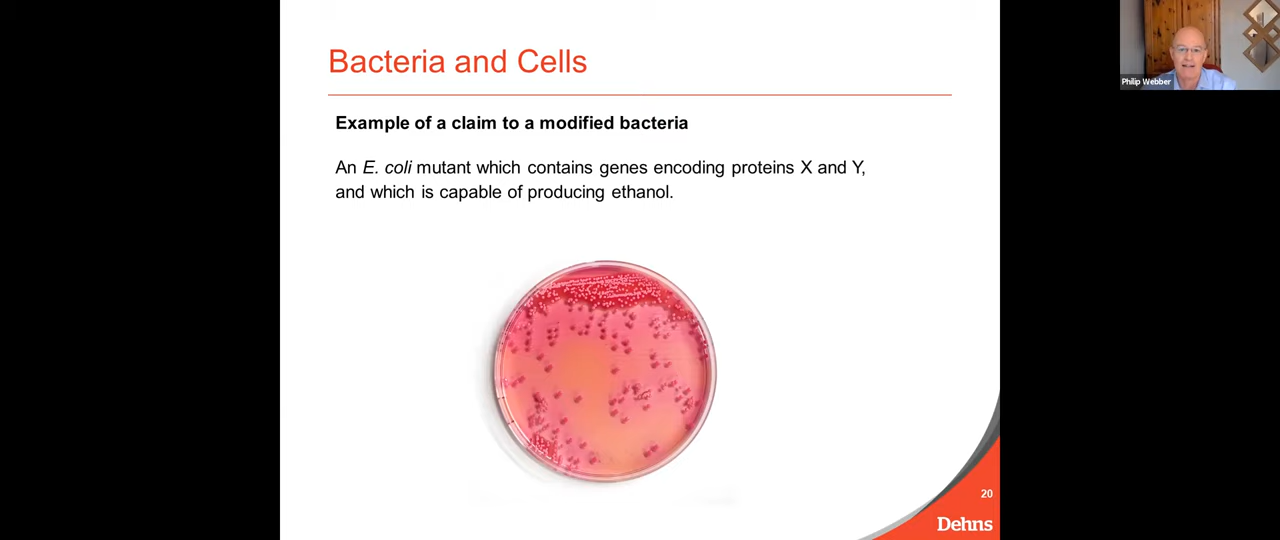 Bacteria and Cells
Philip Webber
Example of a claim to a modified bacteria
An E. coli mutant which contains genes encoding proteins X and Y,
and which is capable of producing ethanol.
20
Dehns